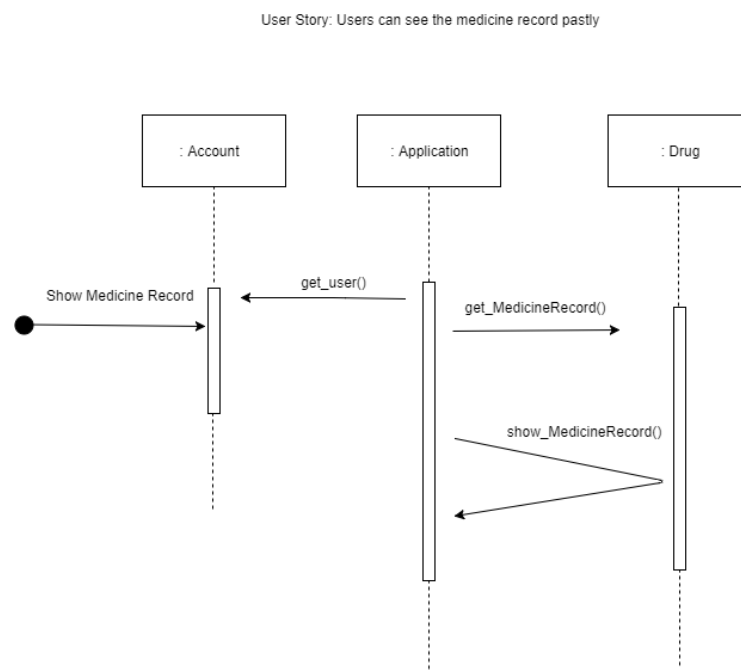 User Story: Users can see the medicine record pastly
: Account
: Application
: Drug
get_user()
Show Medicine Record
get_MedicineRecord()
show_MedicineRecord()